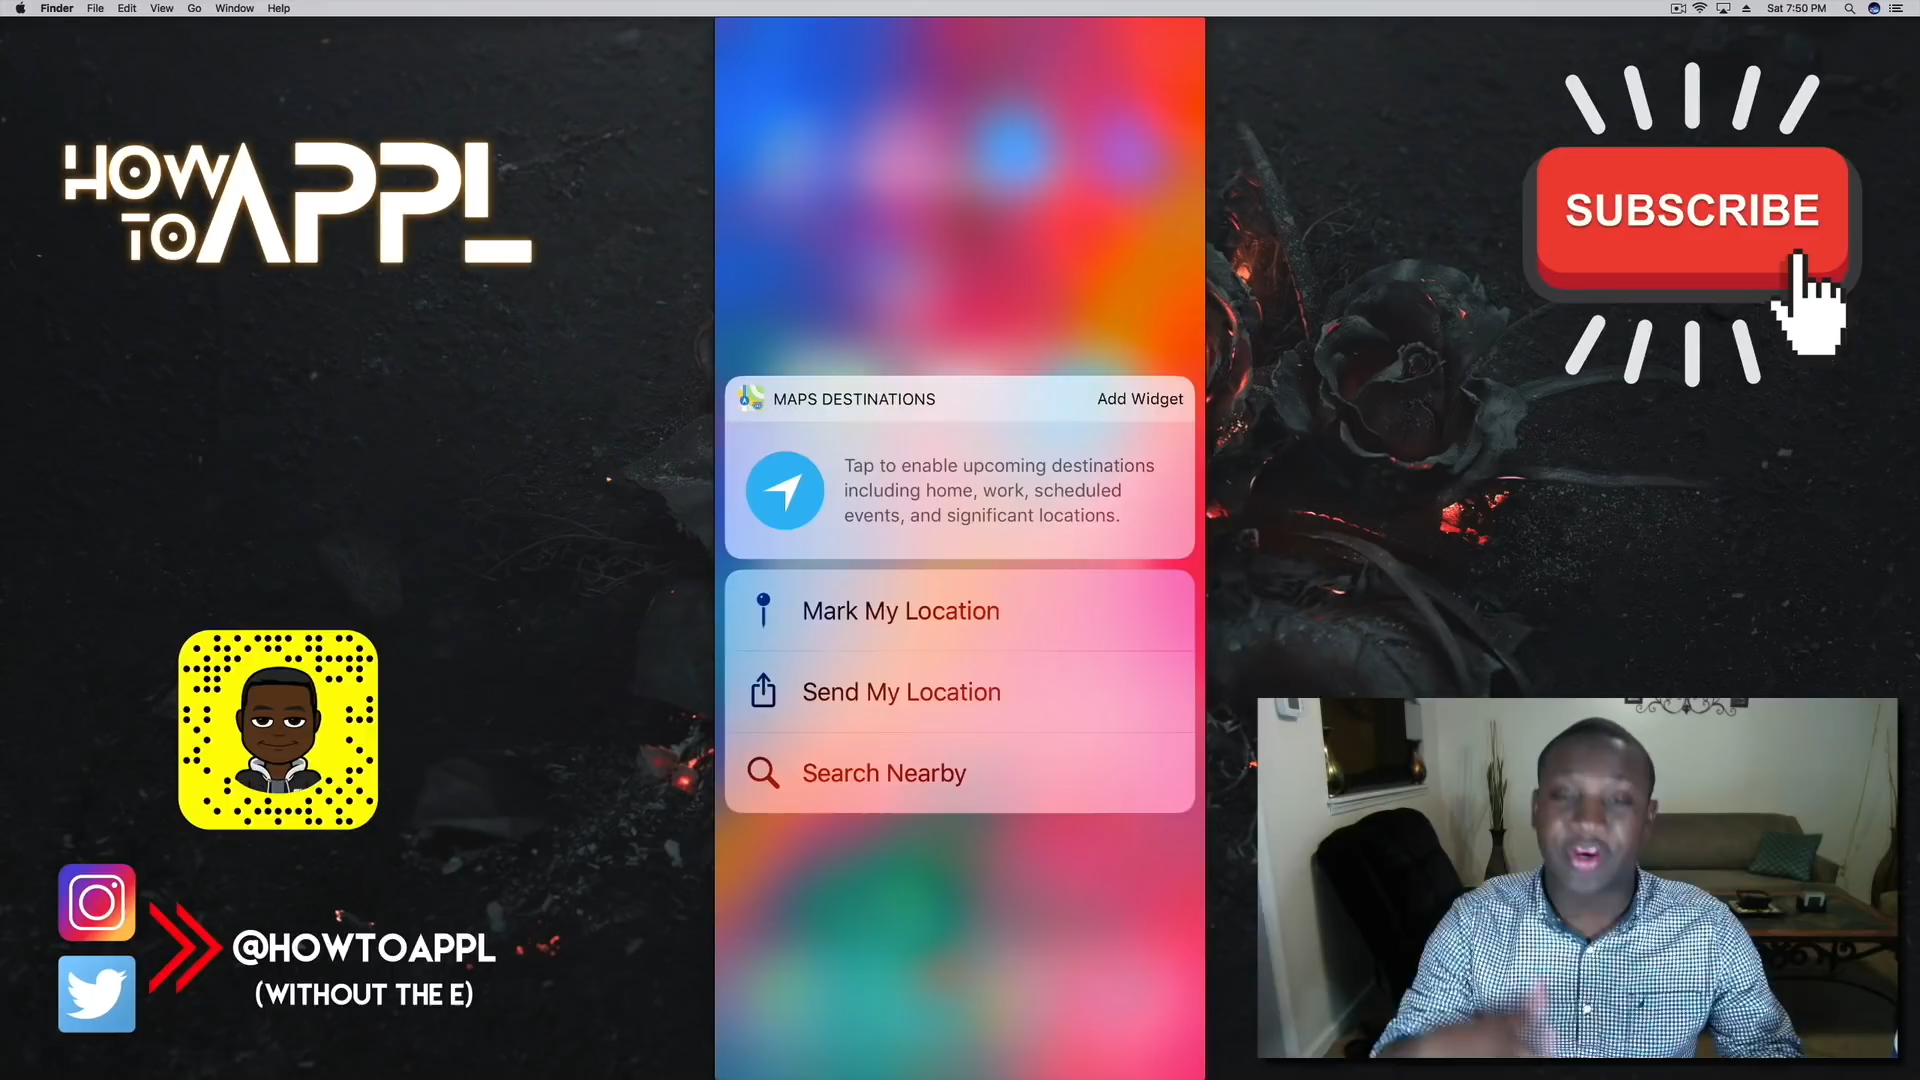 Finder File Edit View Go Window Help
Sat 7:50 PM
HOW
TO APPL
SUBSCRIBE
MAPS DESTINATIONS
Add Widget
Tap to enable upcoming destinations
including home, work, scheduled
events, and significant locations.
Mark My Location
Send My Location
Search Nearby
@HOWTOAPPL
(WITHOUT THE E)